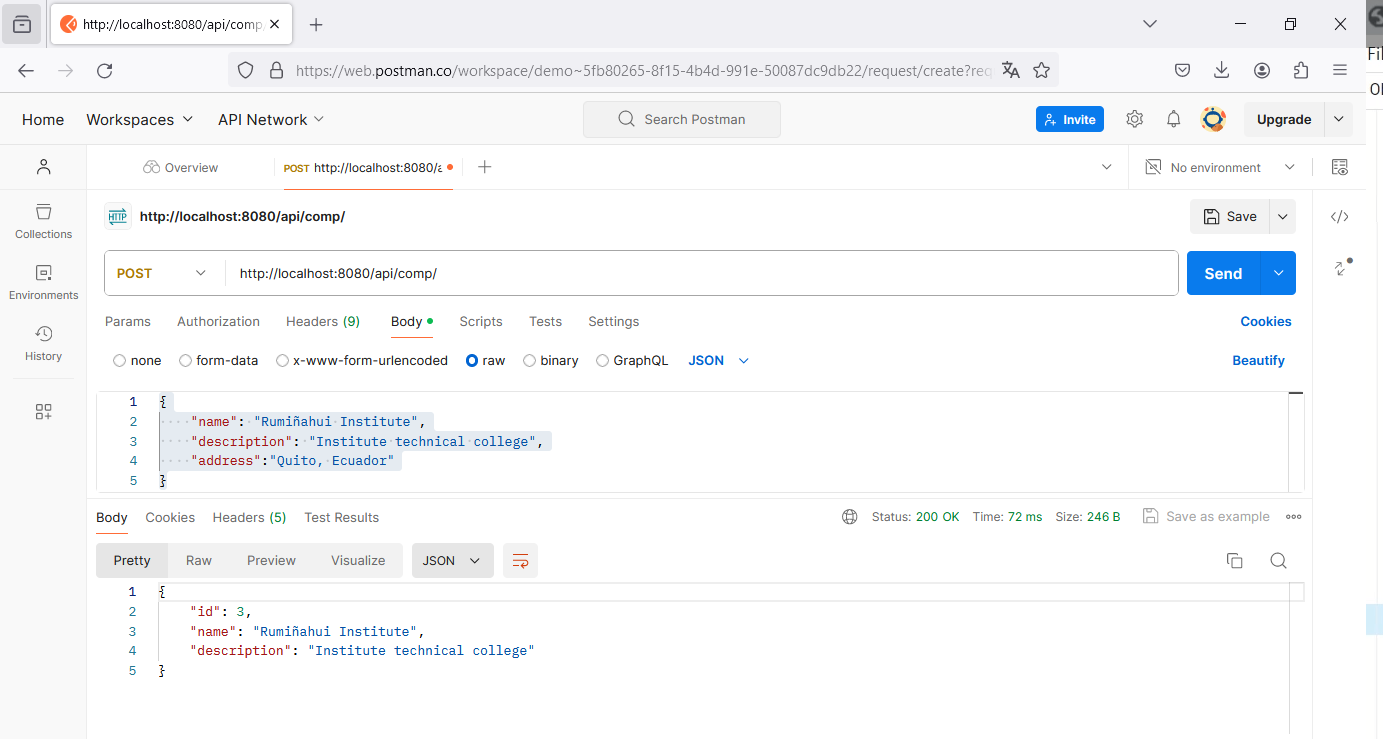 http://localhost:8080/api/comp
https://web.postman.co/workspace/demo~5fb80265-8f15-4b4d-991e-50087dc9db22/request/create?req
Home Workspaces API Network Search Postman Invite Upgrade
Overview POST http://localhost:8080/a No environment
HTTP http://localhost:8080/api/comp/ Save
POST http://localhost:8080/api/comp/ Send
Params Authorization Headers (9) Body Scripts Tests Settings Cookies
none form-data x-www-form-urlencoded raw binary GraphQL JSON Beautify
Collections
Environments
History
1 {
2 "name": "Rumiñahui Institute",
3 "description": "Institute technical college",
4 "address":"Quito, Ecuador"
5 }
Body Cookies Headers (5) Test Results Status: 200 OK Time: 72 ms Size: 246 B Save as example
Pretty Raw Preview Visualize JSON
1 {
2 "id": 3,
3 "name": "Rumiñahui Institute",
4 "description": "Institute technical college"
5 }